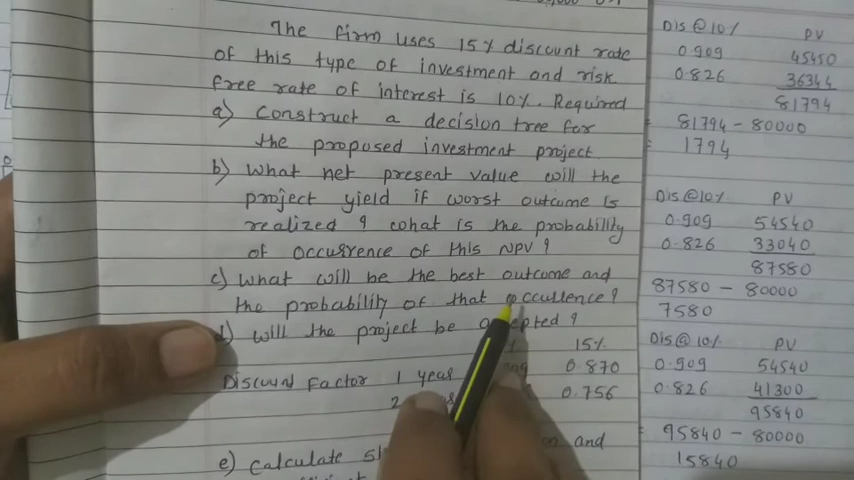 The firm uses 15% discount rate
of this type of investment and risk
free rate of interest is 10%. Required
a) Construct a decision tree for
the proposed investment project
b) What net present value will the
project yield if worst outcome is
realized ? what is the probability
of occurrence of this NPV ?
c) What will be the best outcome and
the probability of that occurrence ?
d) will the project be accepted ?
15%
Discount Factor 1 year 0.870
2 0.756
and
e) Calculate
Dis @ 10% PV
0.909 45450
0.826 36344
81794
= 81794 - 80000
= 1794
Dis @ 10% PV
0.909 54540
0.826 33040
87580
87580 - 80000
7580
Dis @ 10% PV
0.909 54540
0.826 41300
95840
= 95840 - 80000
15840